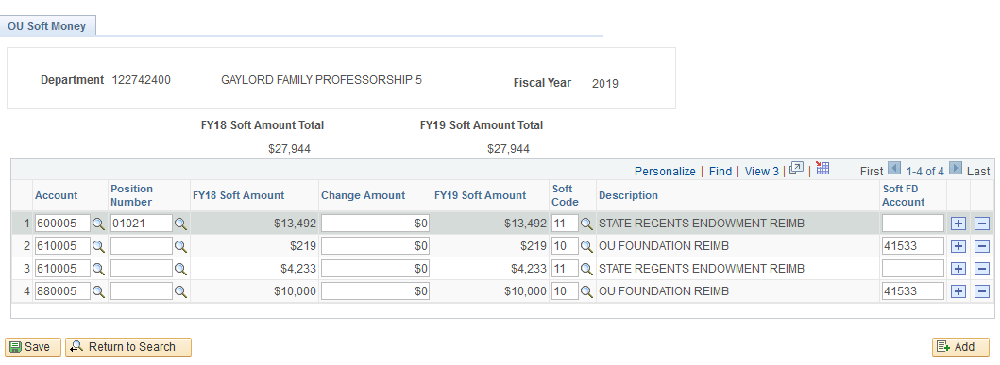 OU Soft Money
Department 122742400 GAYLORD FAMILY PROFESSORSHIP 5 Fiscal Year 2019
FY18 Soft Amount Total FY19 Soft Amount Total
$27,944 $27,944
Personalize | Find | View 3 | First 1-4 of 4 Last
Account Position Number FY18 Soft Amount Change Amount FY19 Soft Amount Soft Code Description Soft FD Account
1 600005 01021 $13,492 $0 $13,492 11 STATE REGENTS ENDOWMENT REIMB
2 610005 $219 $0 $219 10 OU FOUNDATION REIMB 41533
3 610005 $4,233 $0 $4,233 11 STATE REGENTS ENDOWMENT REIMB
4 880005 $10,000 $0 $10,000 10 OU FOUNDATION REIMB 41533
Save Return to Search Add